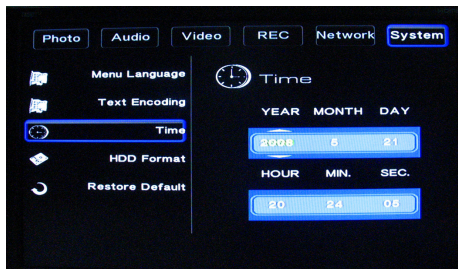 Photo Audio Video REC Network System
Menu Language
Text Encoding
Time
HDD Format
Restore Default
Time
YEAR MONTH DAY
2008 5 21
HOUR MIN. SEC.
20 24 05